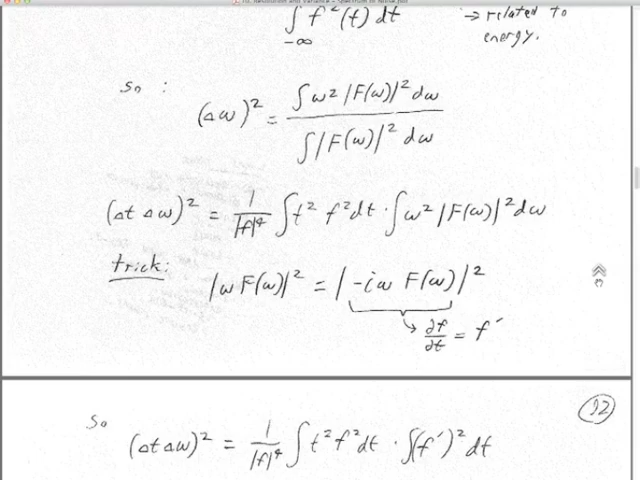 ∫ f²(t) dt → related to
-∞ energy.
so : (Δω)² = ∫ω² |F(ω)|² dω / ∫|F(ω)|² dω
(Δt Δω)² = 1/|f|⁴ ∫t² f² dt · ∫ω² |F(ω)|² dω
trick: |ω F(ω)|² = |-iω F(ω)|²
→ ∂f/∂t = f′
12
So (Δt Δω)² = 1/|f|⁴ ∫t² f² dt · ∫(f′)² dt